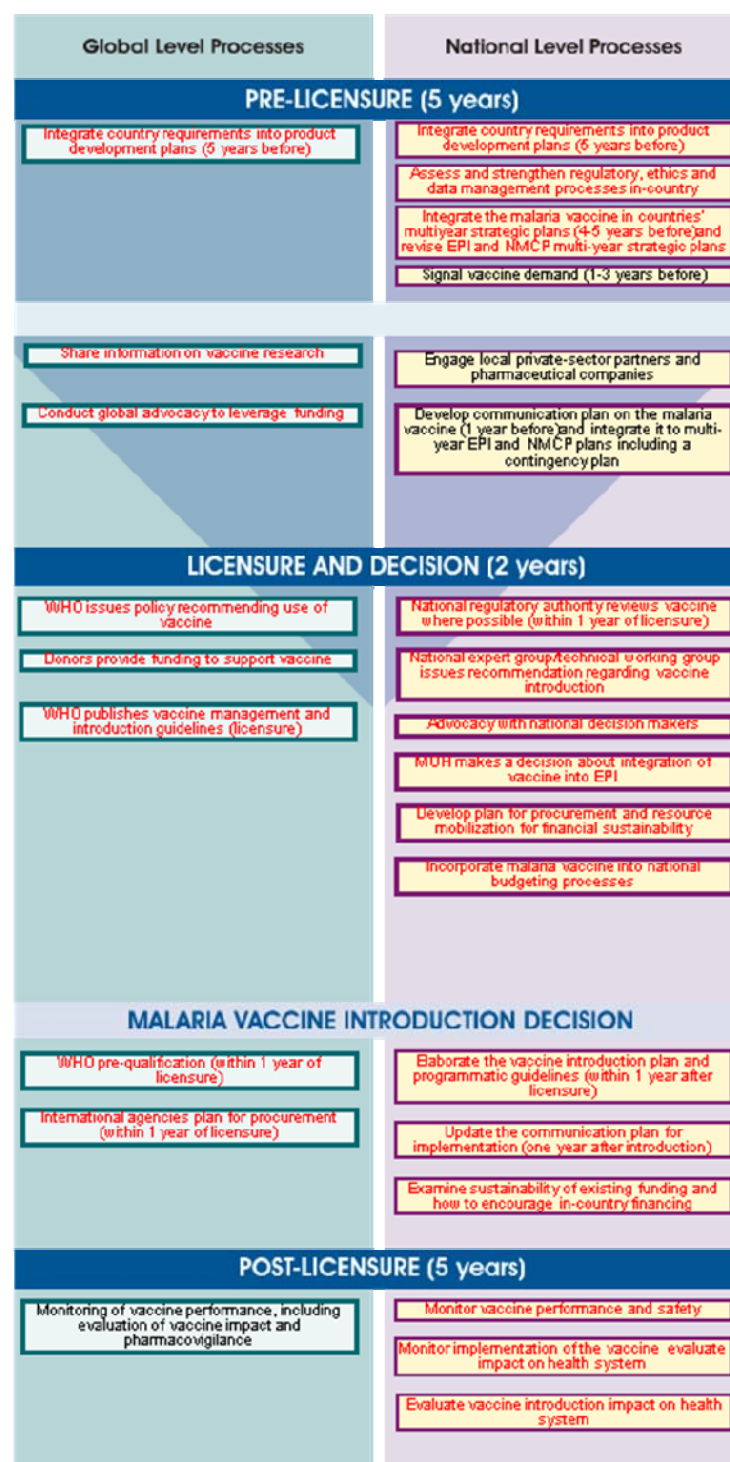 Global Level Processes
National Level Processes
PRE-LICENSURE (5 years)
Integrate country requirements into product
development plans (5 years before)
Integrate country requirements into product
development plans (5 years before)
Assess and strengthen regulatory, ethics and
data management processes in-country
Integrate the malaria vaccine in countries'
multiyear strategic plans (4-5 years before)and
revise EPI and NMCP multi-year strategic plans
Signal vaccine demand (1-3 years before)
Share information on vaccine research
Conduct global advocacy to leverage funding
Engage local private-sector partners and
pharmaceutical companies
Develop communication plan on the malaria
vaccine (1 year before)and integrate it to multi-
year EPI and NMCP plans including a
contingency plan
LICENSURE AND DECISION (2 years)
WHO issues policy recommending use of
vaccine
Donors provide funding to support vaccine
WHO publishes vaccine management and
introduction guidelines (licensure)
National regulatory authority reviews vaccine
where possible (within 1 year of licensure)
National expert group/technical working group
issues recommendation regarding vaccine
introduction
Advocacy with national decision makers
MOH makes a decision about integration of
vaccine into EPI
Develop plan for procurement and resource
mobilization for financial sustainability
Incorporate malaria vaccine into national
budgeting processes
MALARIA VACCINE INTRODUCTION DECISION
WHO pre-qualification (within 1 year of
licensure)
International agencies plan for procurement
(within 1 year of licensure)
Elaborate the vaccine introduction plan and
programmatic guidelines (within 1 year after
licensure)
Update the communication plan for
implementation (one year after introduction)
Examine sustainability of existing funding and
how to encourage in-country financing
POST-LICENSURE (5 years)
Monitoring of vaccine performance, including
evaluation of vaccine impact and
pharmacovigilance
Monitor vaccine performance and safety
Monitor implementation of the vaccine evaluate
impact on health system
Evaluate vaccine introduction impact on health
system